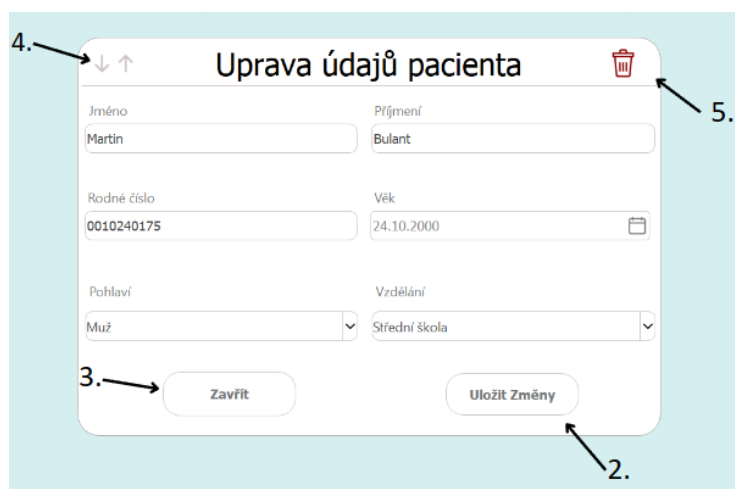 4.
Uprava údajů pacienta
5.
Jméno
Příjmení
Martin
Bulant
Rodné číslo
Věk
0010240175
24.10.2000
Pohlaví
Vzdělání
Muž
Střední škola
3.
Zavřít
Uložit Změny
2.